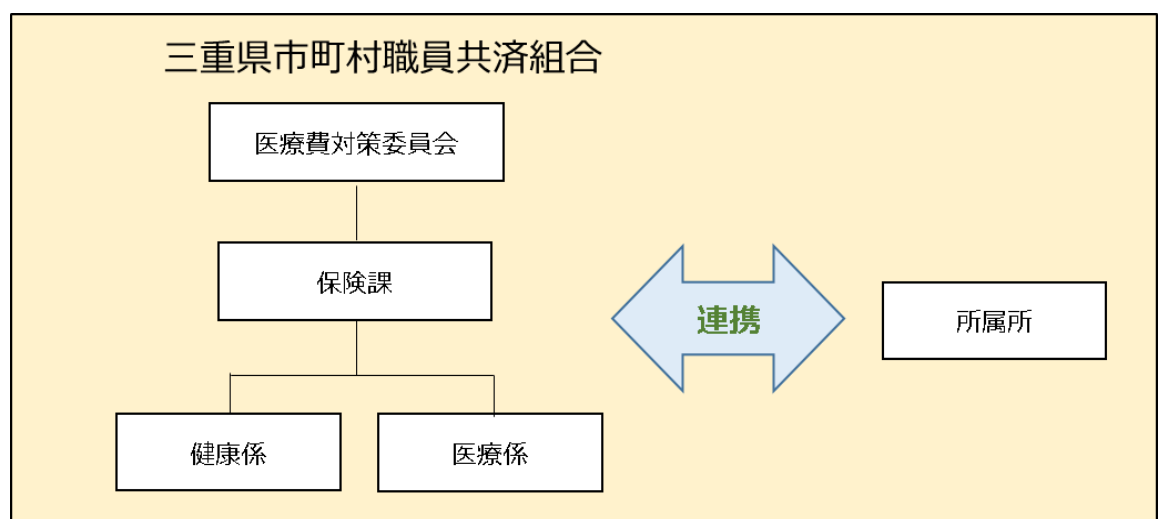 三重県市町村職員共済組合
医療費対策委員会
保険課
連携
所属所
健康係
医療係